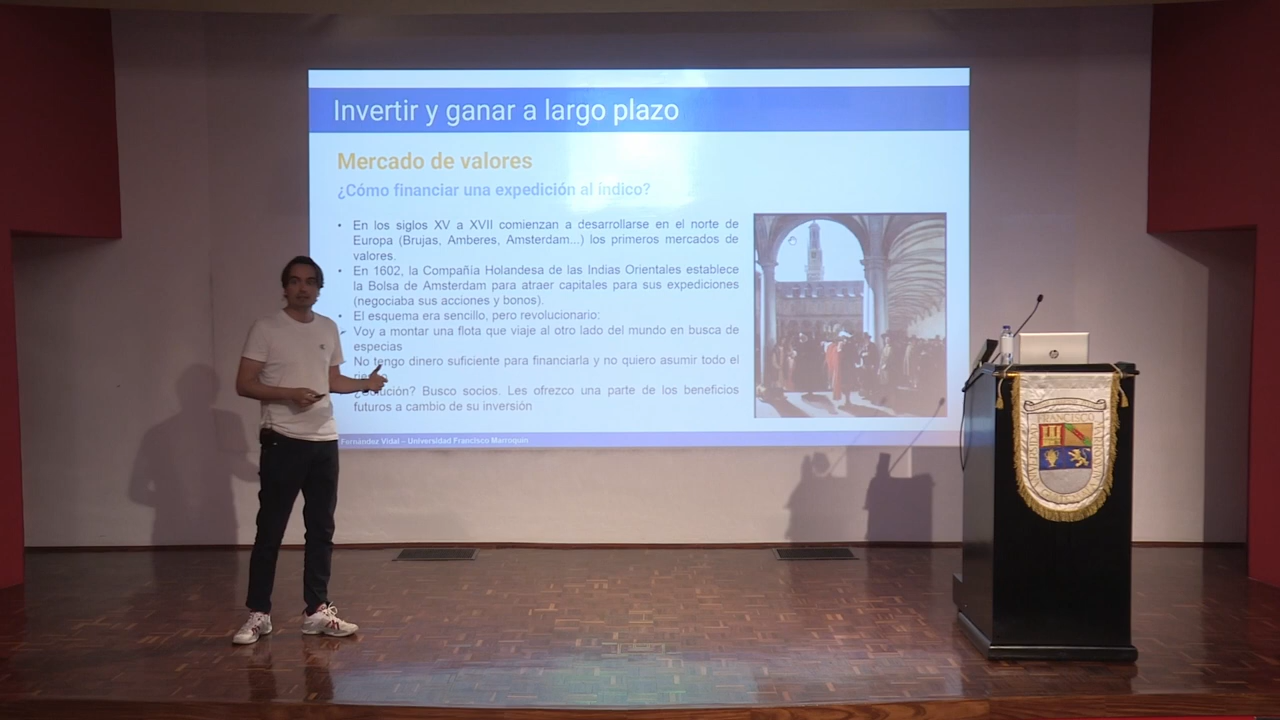 Invertir y ganar a largo plazo
Mercado de valores
¿Cómo financiar una expedición al índico?
• En los siglos XV a XVII comienzan a desarrollarse en el norte de
Europa (Brujas, Amberes, Amsterdam...) los primeros mercados de
valores.
• En 1602, la Compañía Holandesa de las Indias Orientales establece
la Bolsa de Amsterdam para atraer capitales para sus expediciones
(negociaba sus acciones y bonos).
• El esquema era sencillo, pero revolucionario:
Voy a montar una flota que viaje al otro lado del mundo en busca de
especias
No tengo dinero suficiente para financiarla y no quiero asumir todo el
¿Solución? Busco socios. Les ofrezco una parte de los beneficios
futuros a cambio de su inversión
Fernández Vidal – Universidad Francisco Marroquín
hp
FRANCISCO